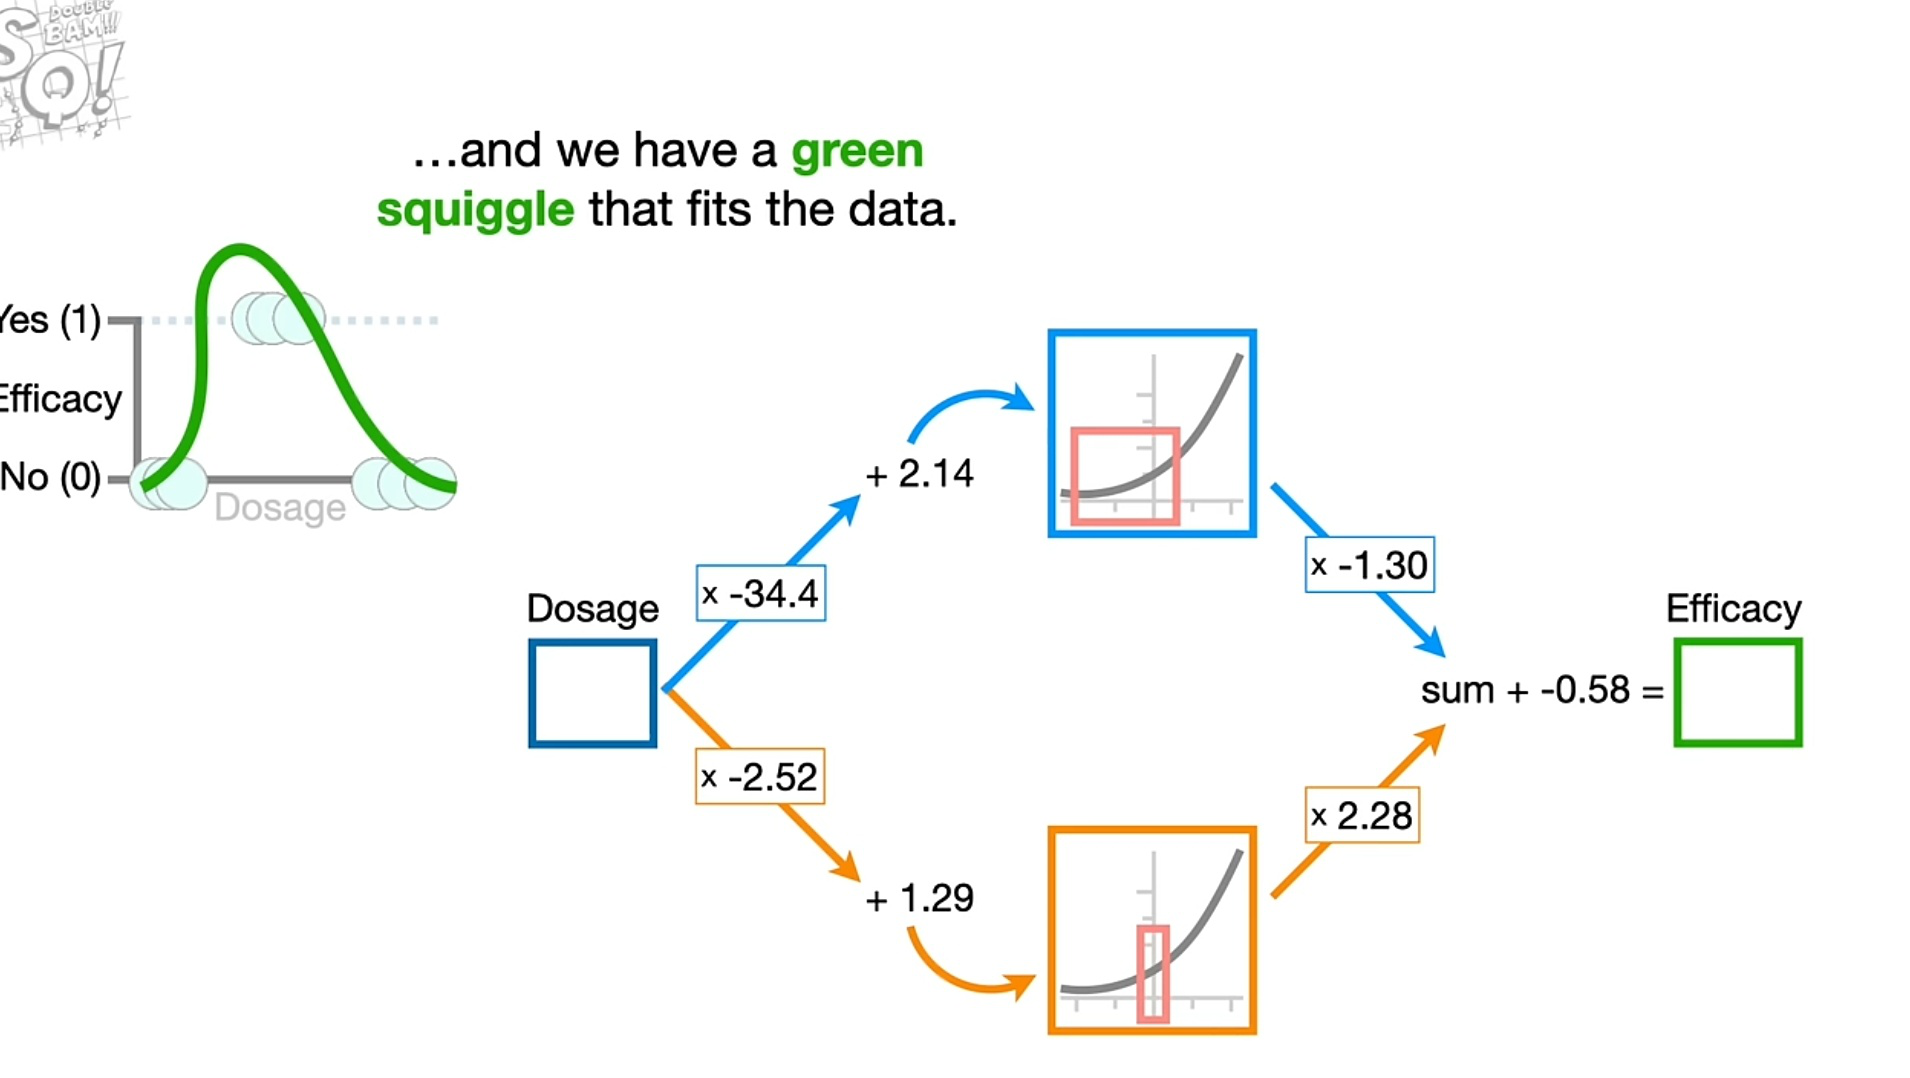 DOUBLE
BAM!!!
SQ!
...and we have a green
squiggle that fits the data.
Yes (1)
Efficacy
No (0)
Dosage
+ 2.14
x -34.4
x -1.30
Dosage
Efficacy
sum + -0.58 =
x -2.52
x 2.28
+ 1.29